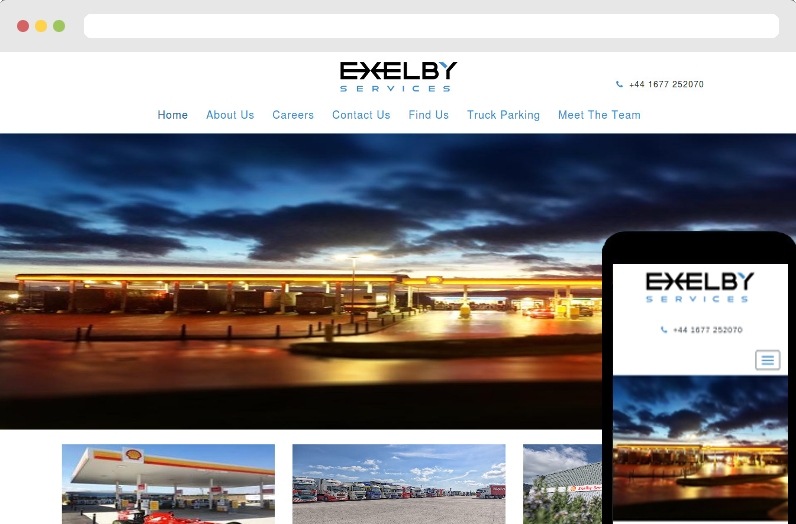 EXELBY
SERVICES
+44 1677 252070
Home About Us Careers Contact Us Find Us Truck Parking Meet The Team
EXELBY
SERVICES
+44 1677 252070